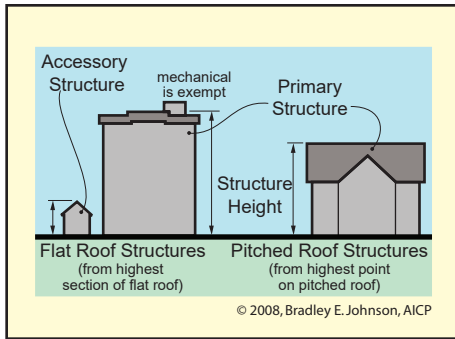 Accessory
Structure
mechanical
is exempt
Primary
Structure
Structure
Height
Flat Roof Structures
(from highest
section of flat roof)
Pitched Roof Structures
(from highest point
on pitched roof)
© 2008, Bradley E. Johnson, AICP